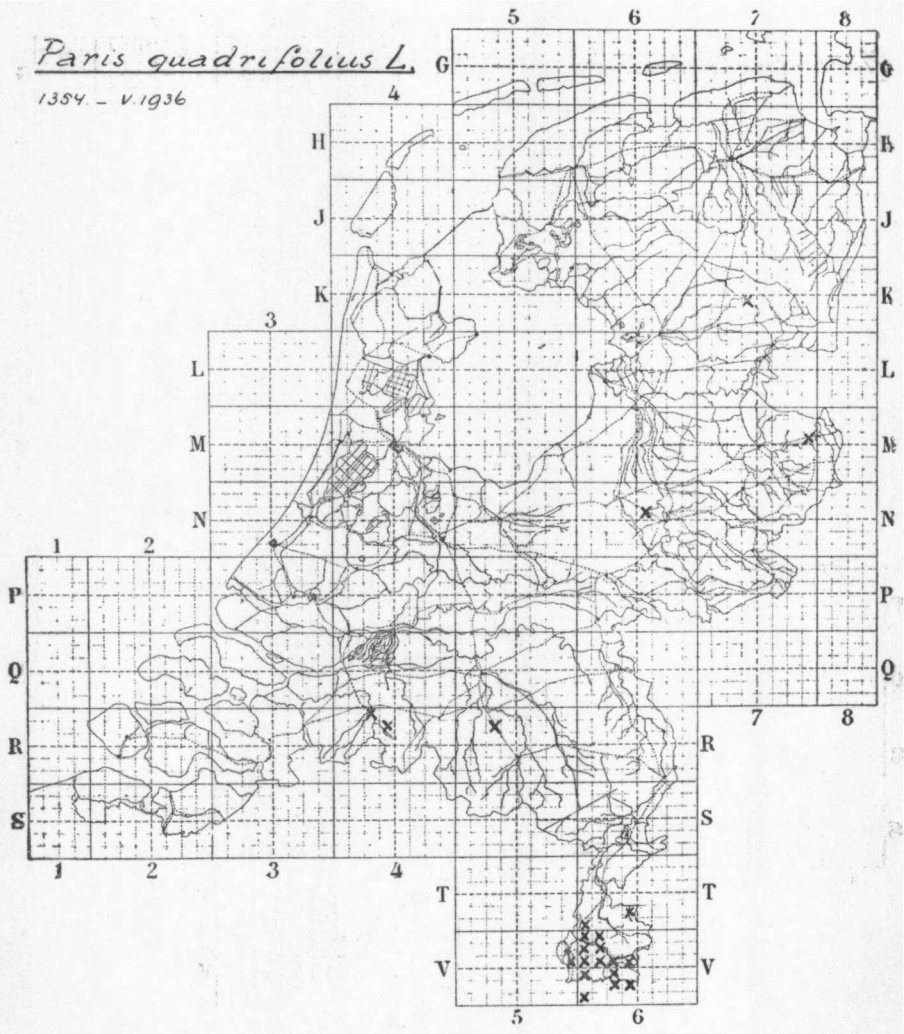 Paris quadrifolius L.
1354 - V.1936
5 6 7 8
G G
4
H H
J J
K K
3
L L
M M
N N
1 2
P P
Q Q
7 8
R R
S S
1 2 3 4
T T
V V
5 6